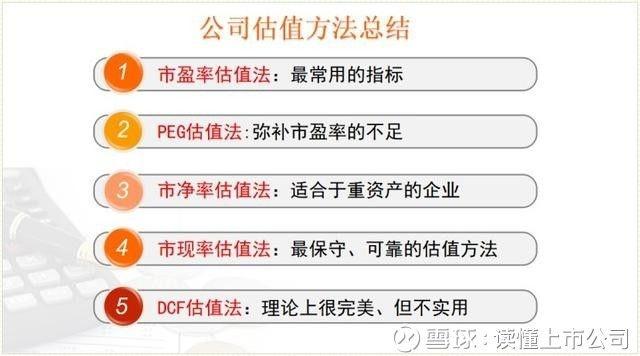 公司估值方法总结
1 市盈率估值法：最常用的指标
2 PEG估值法:弥补市盈率的不足
3 市净率估值法：适合于重资产的企业
4 市现率估值法：最保守、可靠的估值方法
5 DCF估值法：理论上很完美、但不实用
雪球：读懂上市公司